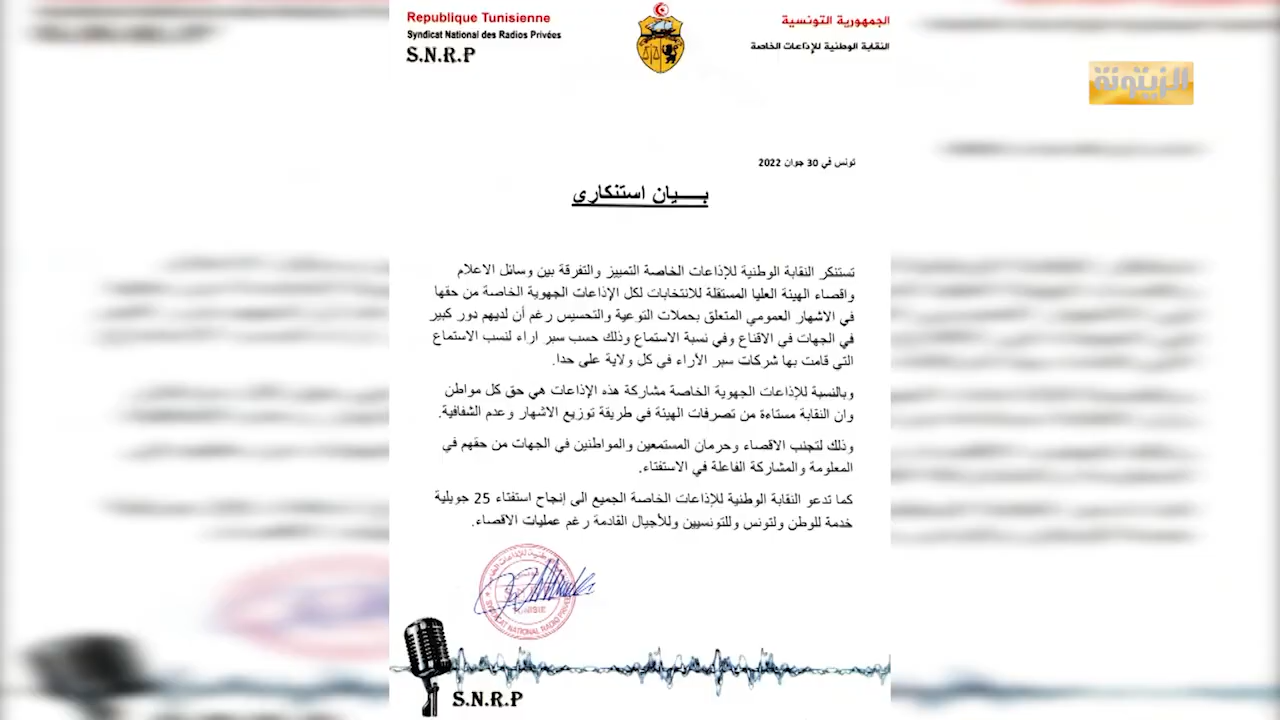 Republique Tunisienne
Syndicat National des Radios Privées
S.N.R.P
الجمهورية التونسية
النقابة الوطنية للإذاعات الخاصة
الزيتونة
تونس في 30 جوان 2022
بـــيان استنكاري
تستنكر النقابة الوطنية للإذاعات الخاصة التمييز والتفرقة بين وسائل الاعلام
واقصاء الهيئة العليا المستقلة للانتخابات لكل الإذاعات الجهوية الخاصة من حقها
في الاشهار العمومي المتعلق بحملات التوعية والتحسيس رغم أن لديهم دور كبير
في الجهات في الاقناع وفي نسبة الاستماع وذلك حسب سبر اراء لنسب الاستماع
التي قامت بها شركات سبر الأراء في كل ولاية على حدا.
وبالنسبة للإذاعات الجهوية الخاصة مشاركة هذه الإذاعات هي حق كل مواطن
وان النقابة مستاءة من تصرفات الهيئة في طريقة توزيع الاشهار وعدم الشفافية.
وذلك لتجنب الاقصاء وحرمان المستمعين والمواطنين في الجهات من حقهم في
المعلومة والمشاركة الفاعلة في الاستفتاء.
كما تدعو النقابة الوطنية للإذاعات الخاصة الجميع الى إنجاح استفتاء 25 جويلية
خدمة للوطن ولتونس وللتونسيين وللأجيال القادمة رغم عمليات الاقصاء.
SYNDICAT NATIONAL RADIO PRIVEE
TUNISIE
S.N.R.P